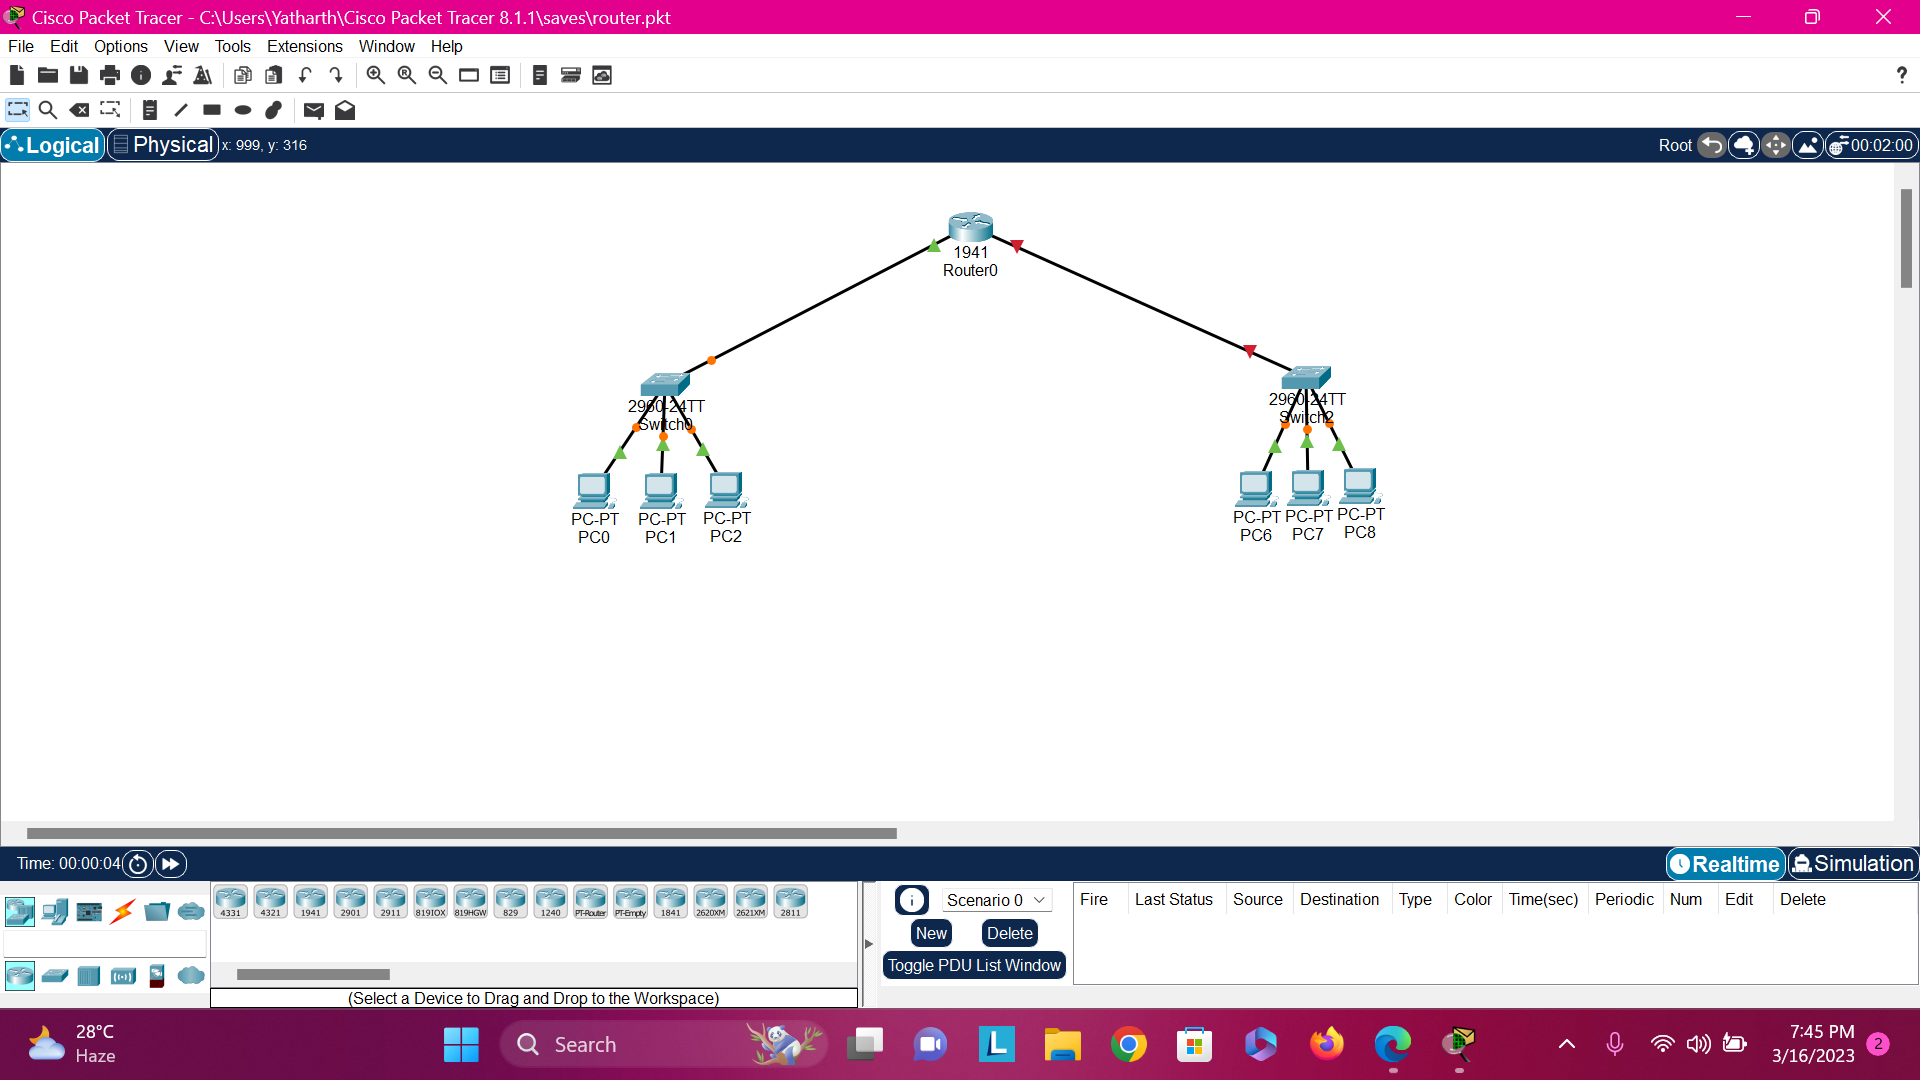 Cisco Packet Tracer - C:\Users\Yatharth\Cisco Packet Tracer 8.1.1\saves\router.pkt
File Edit Options View Tools Extensions Window Help
?
Logical Physical x: 999, y: 316 Root 00:02:00
1941
Router0
2960-24TT
Switch0
2960-24TT
Switch2
PC-PT
PC0
PC-PT
PC1
PC-PT
PC2
PC-PT
PC6
PC-PT
PC7
PC-PT
PC8
Time: 00:00:04 Realtime Simulation
4331 4321 1941 2901 2911 819IOX 819HGW 829 1240 PT-Router PT-Empty 1841 2620XM 2621XM 2811
(Select a Device to Drag and Drop to the Workspace)
Scenario 0
New Delete
Toggle PDU List Window
Fire Last Status Source Destination Type Color Time(sec) Periodic Num Edit Delete
28°C
Haze
Search
L
7:45 PM
3/16/2023
2